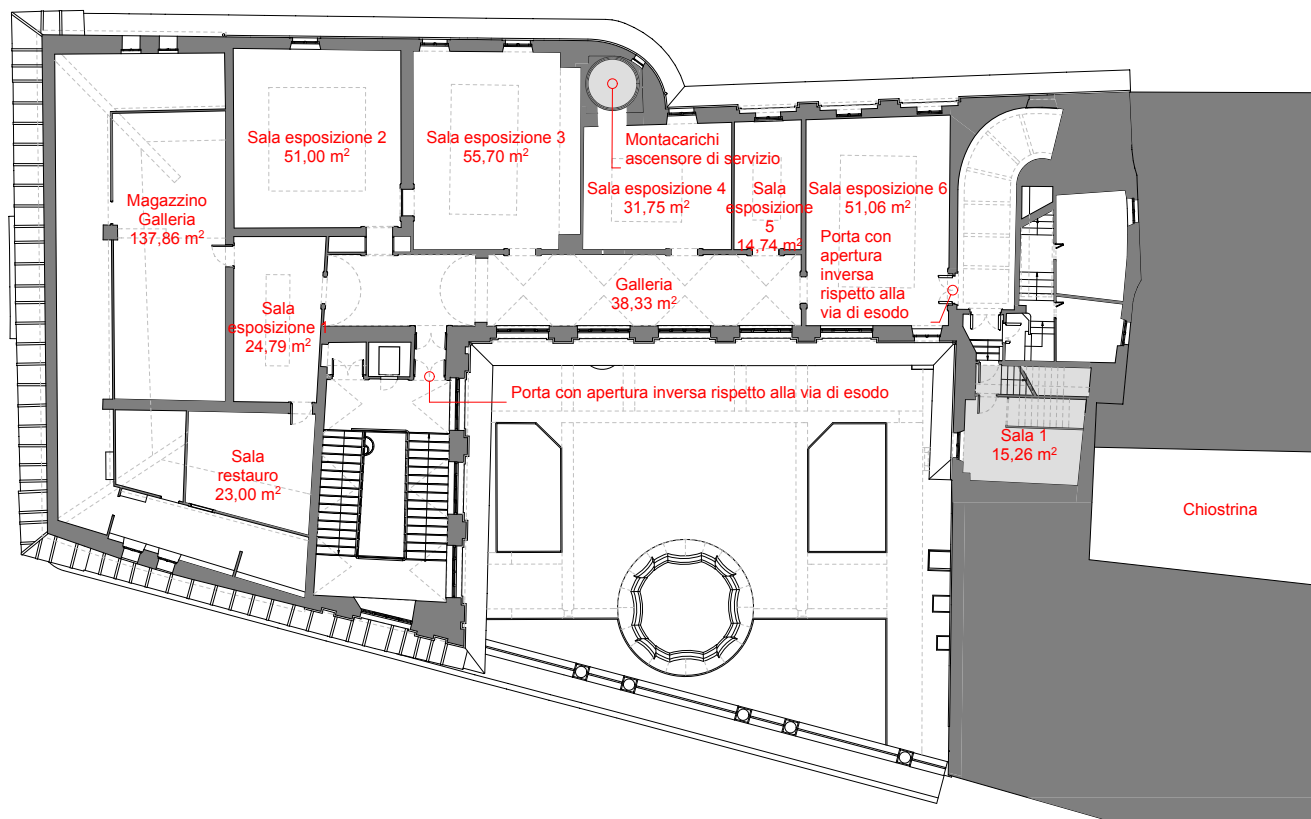 Sala esposizione 2
51,00 m²
Sala esposizione 3
55,70 m²
Montacarichi
ascensore di servizio
Sala esposizione 4
31,75 m²
Sala
esposizione
5
14,74 m²
Sala esposizione 6
51,06 m²
Porta con
apertura
inversa
rispetto alla
via di esodo
Magazzino
Galleria
137,86 m²
Galleria
38,33 m²
Sala
esposizione 1
24,79 m²
Porta con apertura inversa rispetto alla via di esodo
Sala
restauro
23,00 m²
Sala 1
15,26 m²
Chiostrina